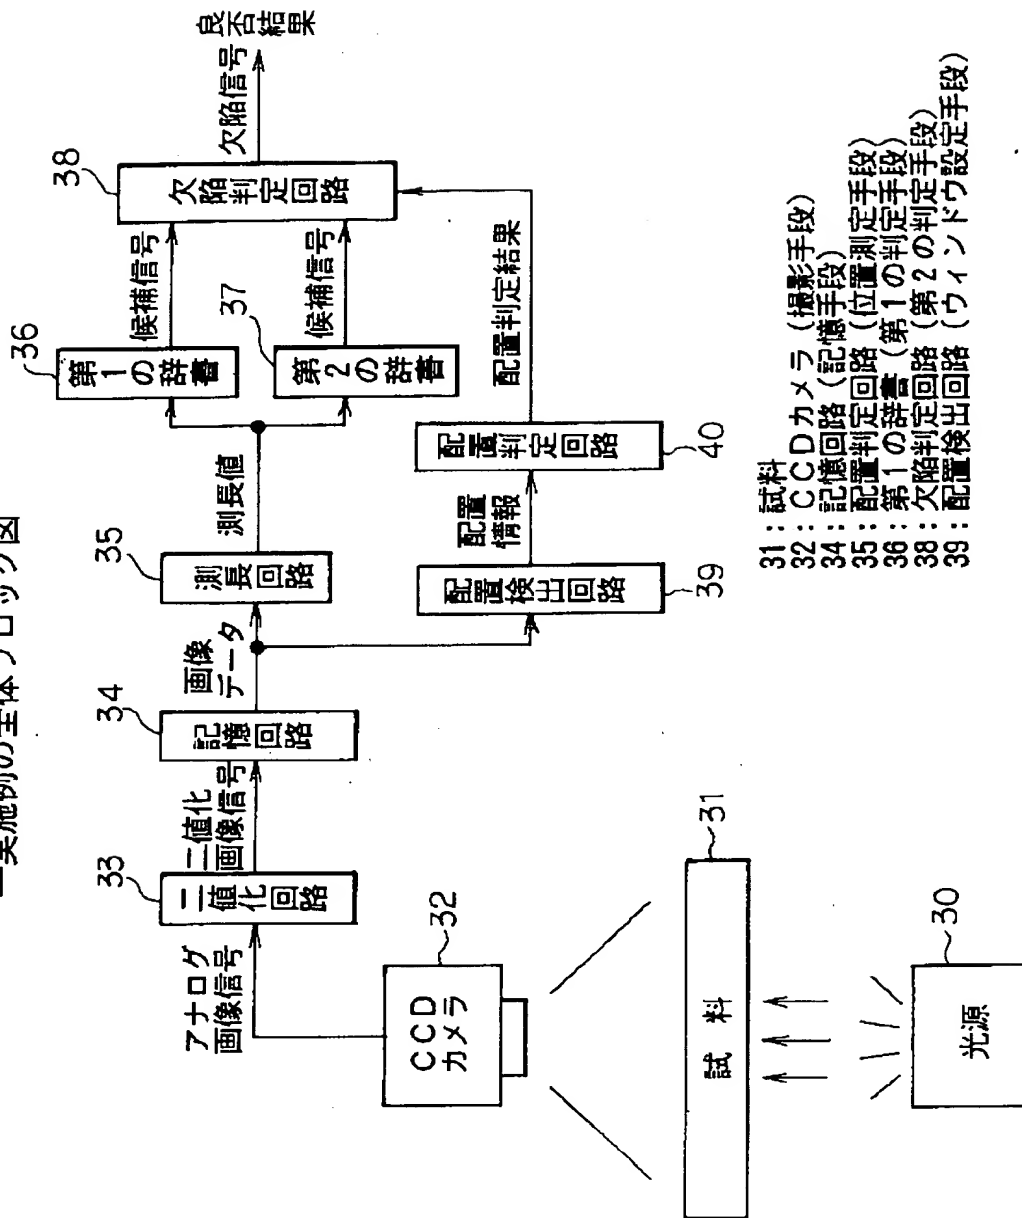 一実施例の全体ブロック図
光源
30
試料
31
CCD
カメラ
32
アナログ
画像信号
二値化
回路
33
二値化
画像信号
記憶回路
34
画像
データ
測長回路
35
測長値
第1の辞書
36
第2の辞書
37
候補信号
候補信号
欠陥判定回路
38
欠陥信号
良否結果
配置検出回路
39
配置
情報
配置判定回路
40
配置判定結果
31:試料
32:CCDカメラ(撮影手段)
34:記憶回路(記憶手段)
35:配置判定回路(位置測定手段)
36:第1の辞書(第1の判定手段)
38:欠陥判定回路(第2の判定手段)
39:配置検出回路(ウィンドウ設定手段)